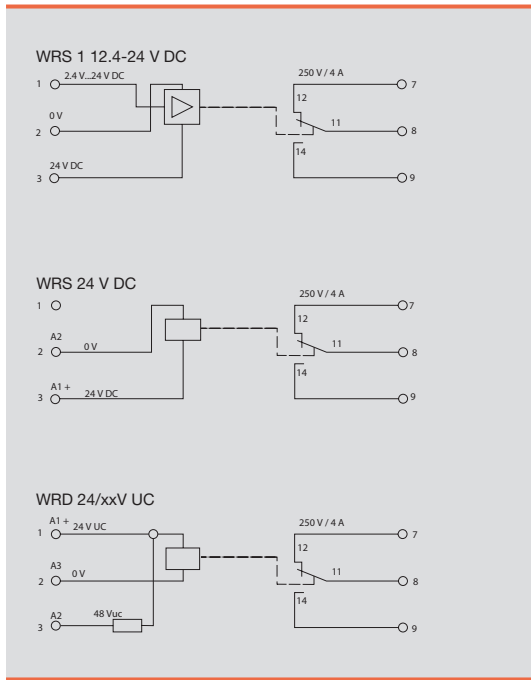 WRS 1 12.4-24 V DC
1 2.4 V...24 V DC 250 V / 4 A 7
12
0 V 11
2 8
14
24 V DC
3 9
WRS 24 V DC
1 250 V / 4 A 7
12
A2 11
2 0 V 8
14
A1 +
3 24 V DC 9
WRD 24/xxV UC
A1 +
1 24 V UC 250 V / 4 A 7
12
A3 11
2 0 V 8
14
A2 48 Vuc
3 9